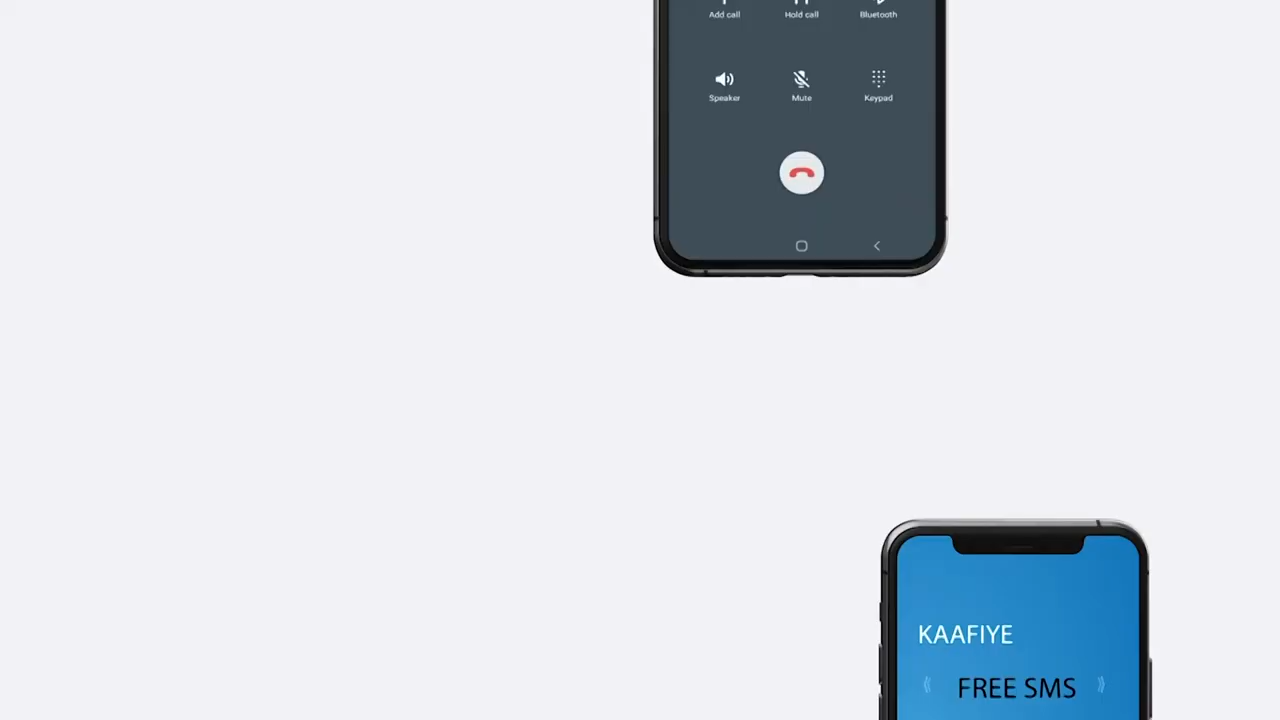 Add call Hold call Bluetooth
Speaker Mute Keypad
KAAFIYE
FREE SMS